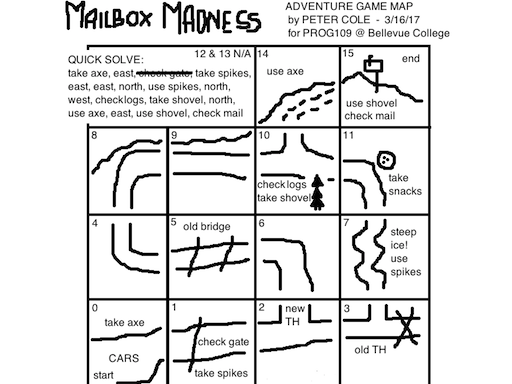 MAILBOX MADNESS
ADVENTURE GAME MAP
by PETER COLE - 3/16/17
for PROG109 @ Bellevue College
12 & 13 N/A
QUICK SOLVE:
take axe, east, check gate, take spikes,
east, east, north, use spikes, north,
west, checklogs, take shovel, north,
use axe, east, use shovel, check mail
14
use axe
15
end
use shovel
check mail
8
9
10
check logs
take shovel
11
take
snacks
4
5
old bridge
6
7
steep
ice!
use
spikes
0
take axe
CARS
start
1
check gate
take spikes
2
new
TH
3
old TH